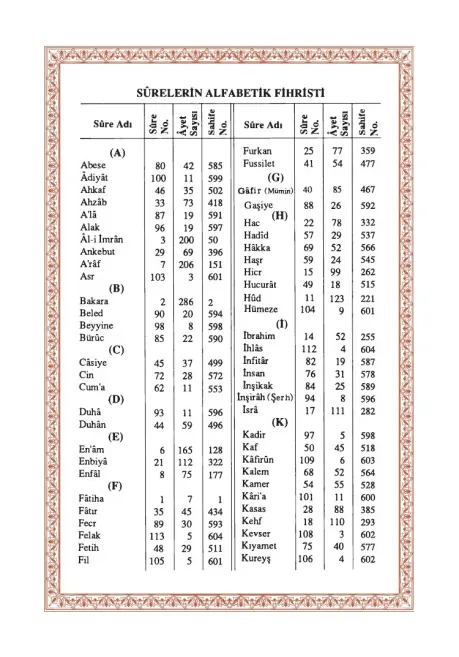 SÛRELERİN ALFABETİK FİHRİSTİ
Sûre Adı Sûre No. Âyet Sayısı Sahife No.
(A)
Abese 80 42 585
Âdiyât 100 11 599
Ahkaf 46 35 502
Ahzâb 33 73 418
A'lâ 87 19 591
Alak 96 19 597
Âl-i İmrân 3 200 50
Ankebut 29 69 396
A'râf 7 206 151
Asr 103 3 601
(B)
Bakara 2 286 2
Beled 90 20 594
Beyyine 98 8 598
Bürûc 85 22 590
(C)
Câsiye 45 37 499
Cin 72 28 572
Cum'a 62 11 553
(D)
Duhâ 93 11 596
Duhân 44 59 496
(E)
En'âm 6 165 128
Enbiyâ 21 112 322
Enfâl 8 75 177
(F)
Fâtiha 1 7 1
Fâtır 35 45 434
Fecr 89 30 593
Felak 113 5 604
Fetih 48 29 511
Fil 105 5 601
Sûre Adı Sûre No. Âyet Sayısı Sahife No.
Furkan 25 77 359
Fussilet 41 54 477
(G)
Gâfir (Mümin) 40 85 467
Gaşiye 88 26 592
(H)
Hac 22 78 332
Hadîd 57 29 537
Hâkka 69 52 566
Haşr 59 24 545
Hicr 15 99 262
Hucurât 49 18 515
Hûd 11 123 221
Hümeze 104 9 601
(İ)
İbrahim 14 52 255
İhlâs 112 4 604
İnfitâr 82 19 587
İnsan 76 31 578
İnşikak 84 25 589
İnşirâh (Şerh) 94 8 596
İsrâ 17 111 282
(K)
Kadir 97 5 598
Kaf 50 45 518
Kâfirûn 109 6 603
Kalem 68 52 564
Kamer 54 55 528
Kâri'a 101 11 600
Kasas 28 88 385
Kehf 18 110 293
Kevser 108 3 602
Kıyamet 75 40 577
Kureyş 106 4 602